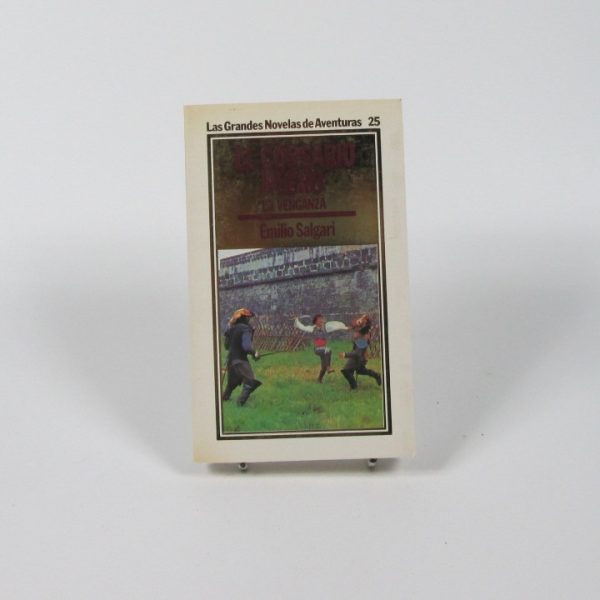 Las Grandes Novelas de Aventuras 25
EL CORSARIO
NEGRO
LA VENGANZA
Emilio Salgari